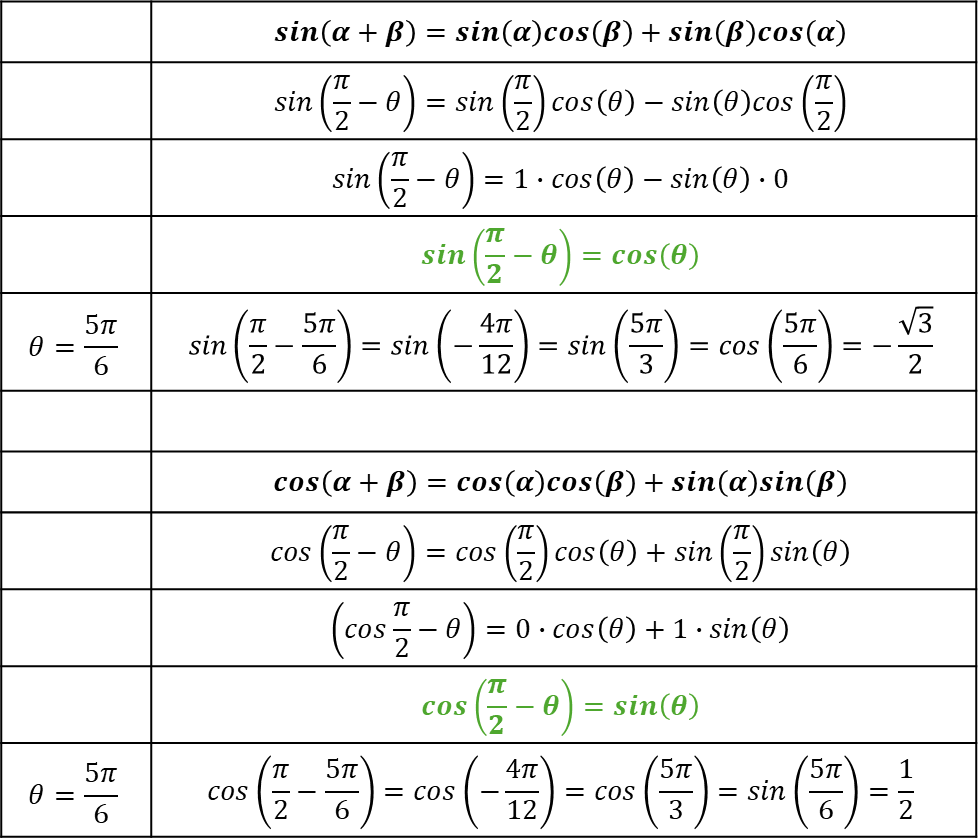 sin(α + β) = sin(α)cos(β) + sin(β)cos(α)
sin(π/2 − θ) = sin(π/2) cos(θ) − sin(θ)cos(π/2)
sin(π/2 − θ) = 1 · cos(θ) − sin(θ) · 0
sin(π/2 − θ) = cos(θ)
θ = 5π/6 sin(π/2 − 5π/6) = sin(−4π/12) = sin(5π/3) = cos(5π/6) = −√3/2
cos(α + β) = cos(α)cos(β) + sin(α)sin(β)
cos(π/2 − θ) = cos(π/2) cos(θ) + sin(π/2) sin(θ)
(cos π/2 − θ) = 0 · cos(θ) + 1 · sin(θ)
cos(π/2 − θ) = sin(θ)
θ = 5π/6 cos(π/2 − 5π/6) = cos(−4π/12) = cos(5π/3) = sin(5π/6) = 1/2